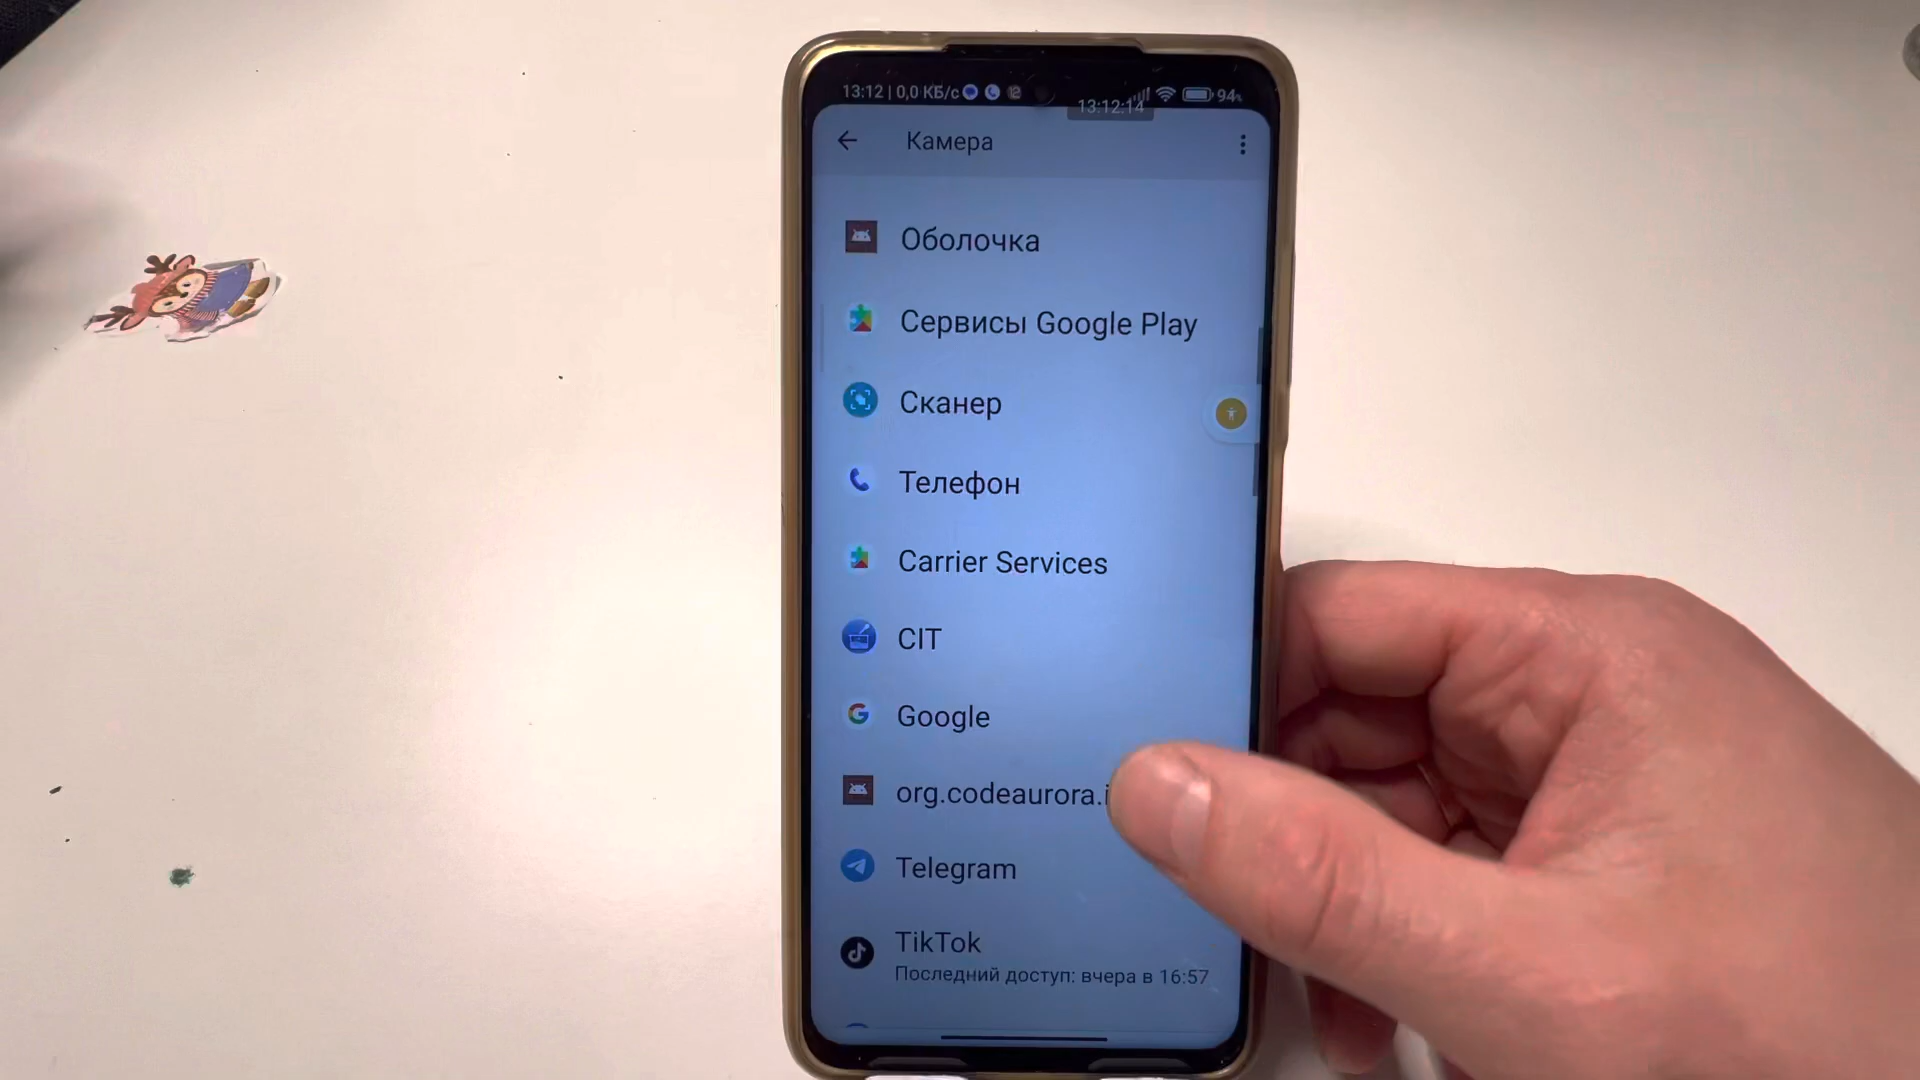 13:12 | 0,0 КБ/с 12 94%
13:12:14
Камера
Оболочка
Сервисы Google Play
Сканер
Телефон
Carrier Services
CIT
Google
org.codeaurora.i
Telegram
TikTok
Последний доступ: вчера в 16:57